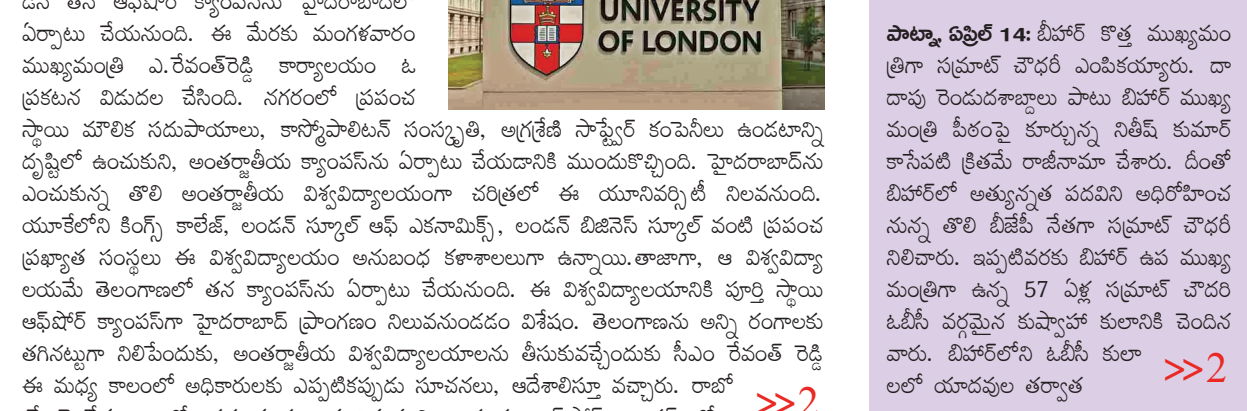 డన్ తన ఆఫ్‌షోర్ క్యాంపస్‌ను హైదరాబాద్‌లో
ఏర్పాటు చేయనుంది. ఈ మేరకు మంగళవారం
ముఖ్యమంత్రి ఎ.రేవంత్‌రెడ్డి కార్యాలయం ఓ
ప్రకటన విడుదల చేసింది. నగరంలో ప్రపంచ
UNIVERSITY
OF LONDON
స్థాయి మౌలిక సదుపాయాలు, కాస్మోపాలిటన్ సంస్కృతి, అగ్రశ్రేణి సాఫ్ట్వేర్ కంపెనీలు ఉండటాన్ని
దృష్టిలో ఉంచుకుని, అంతర్జాతీయ క్యాంపస్‌ను ఏర్పాటు చేయడానికి ముందుకొచ్చింది. హైదరాబాద్‌ను
ఎంచుకున్న తొలి అంతర్జాతీయ విశ్వవిద్యాలయంగా చరిత్రలో ఈ యూనివర్సిటీ నిలవనుంది.
యూకేలోని కింగ్స్ కాలేజ్, లండన్ స్కూల్ ఆఫ్ ఎకనామిక్స్, లండన్ బిజినెస్ స్కూల్ వంటి ప్రపంచ
ప్రఖ్యాత సంస్థలు ఈ విశ్వవిద్యాలయం అనుబంధ కళాశాలలుగా ఉన్నాయి.తాజాగా, ఆ విశ్వవిద్యా
లయమే తెలంగాణలో తన క్యాంపస్‌ను ఏర్పాటు చేయనుంది. ఈ విశ్వవిద్యాలయానికి పూర్తి స్థాయి
ఆఫ్‌షోర్ క్యాంపస్‌గా హైదరాబాద్ ప్రాంగణం నిలువనుండడం విశేషం. తెలంగాణను అన్ని రంగాలకు
తగినట్టుగా నిలిపేందుకు, అంతర్జాతీయ విశ్వవిద్యాలయాలను తీసుకువచ్చేందుకు సీఎం రేవంత్ రెడ్డి
ఈ మధ్య కాలంలో అధికారులకు ఎప్పటికప్పుడు సూచనలు, ఆదేశాలిస్తూ వచ్చారు. రాబో
>>2
పాట్నా, ఏప్రిల్ 14: బీహార్ కొత్త ముఖ్యమం
త్రిగా సమ్రాట్ చౌధరీ ఎంపికయ్యారు. దా
దాపు రెండుదశాబ్దాలు పాటు బిహార్ ముఖ్య
మంత్రి పీఠంపై కూర్చున్న నితీష్ కుమార్
కాసేపటి క్రితమే రాజీనామా చేశారు. దీంతో
బిహార్‌లో అత్యున్నత పదవిని అధిరోహించ
నున్న తొలి బీజేపీ నేతగా సమ్రాట్ చౌధరీ
నిలిచారు. ఇప్పటివరకు బిహార్ ఉప ముఖ్య
మంత్రిగా ఉన్న 57 ఏళ్ల సమ్రాట్ చౌదరి
ఓబీసీ వర్గమైన కుష్వాహా కులానికి చెందిన
వారు. బిహార్‌లోని ఓబీసీ కులా
లలో యాదవుల తర్వాత
>>2